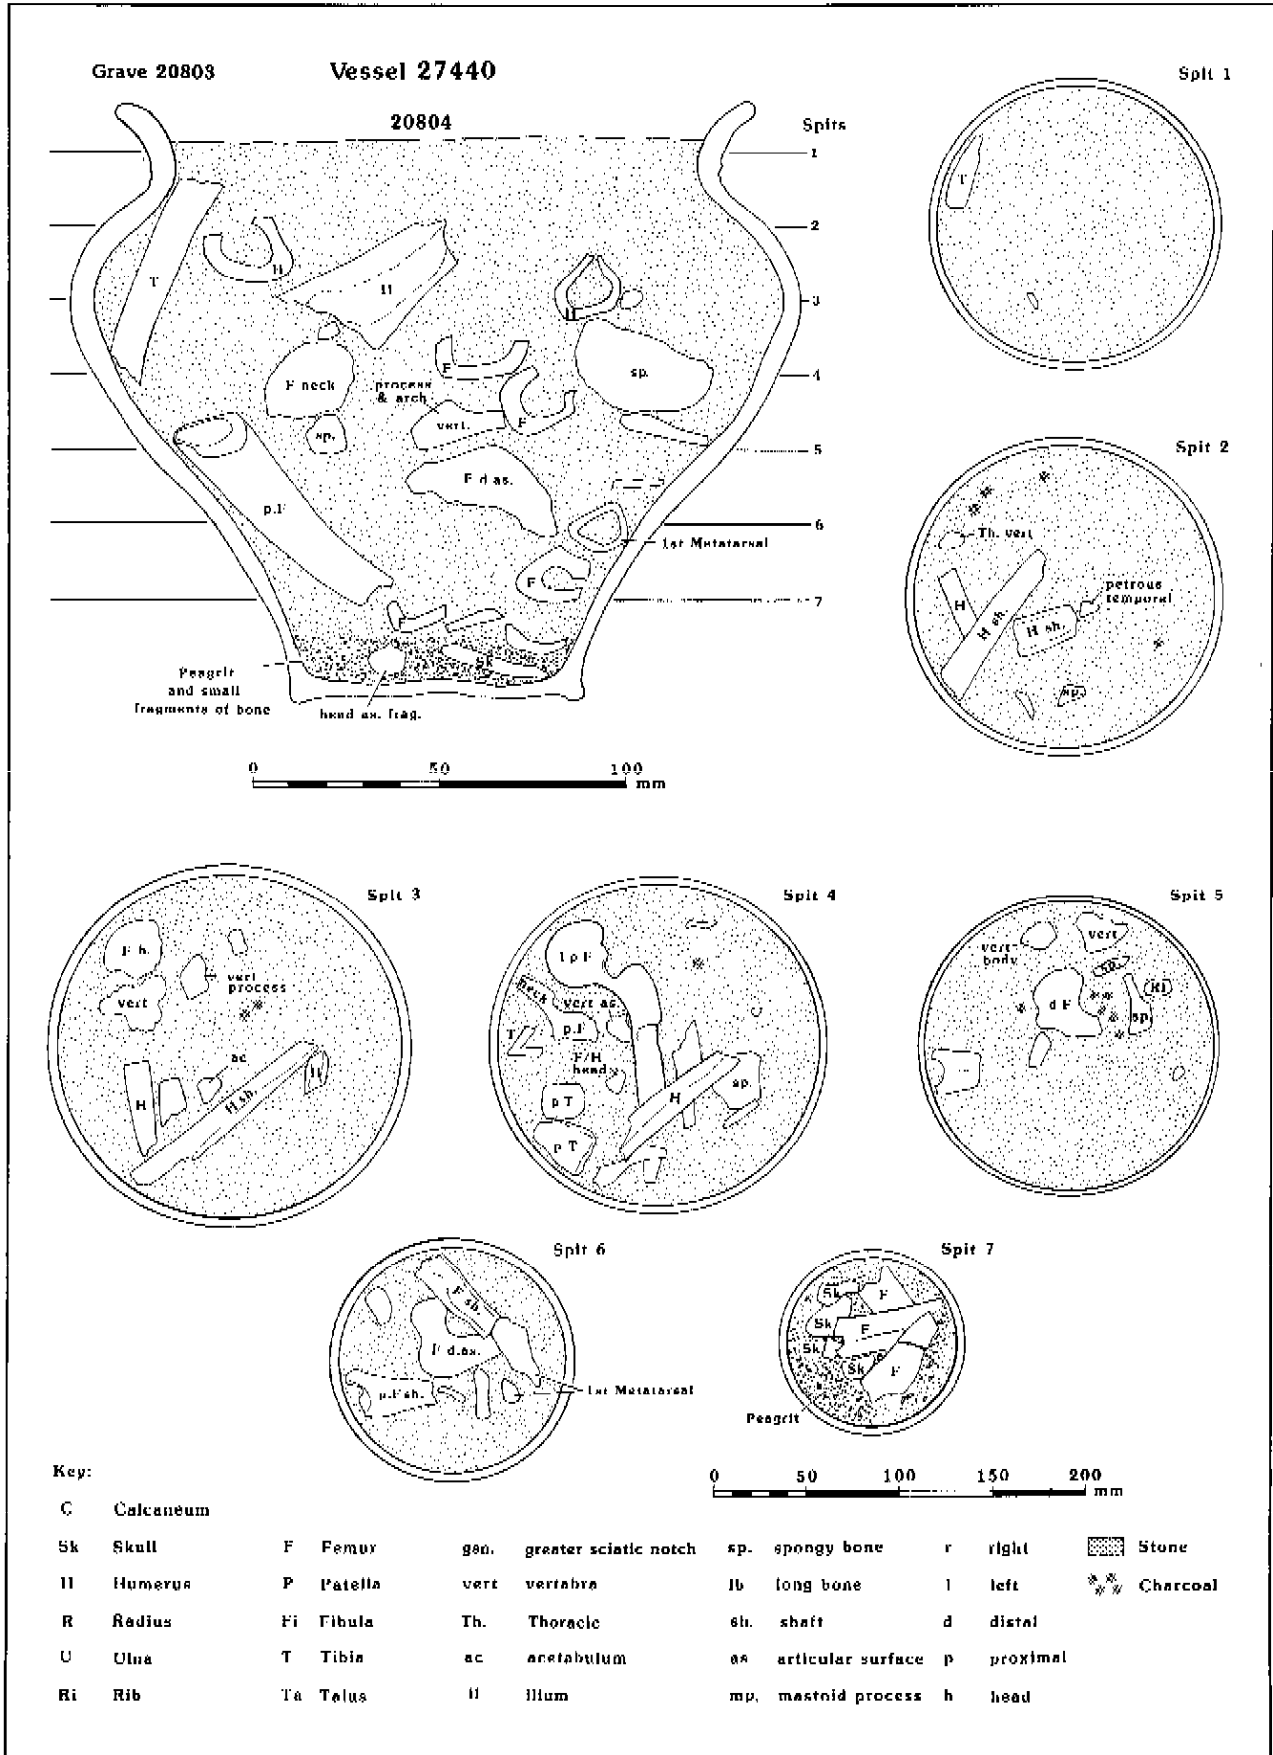 Grave 20803
Vessel 27440
20804
Spits
1
2
3
4
5
6
7
T
H
Il
H
F neck
sp.
F
process
& arch
vert.
F
sp.
p.F
F d as.
1st Metatarsal
F
Sk
Peagrit
and small
fragments of bone
head as. frag.
0 50 100
mm
Spit 1
T
Spit 2
Th. vert
H
H sh.
H sh.
petrous
temporal
sp.
Spit 3
F h.
vert
vert
process
ac
H
H sh.
Il
Spit 4
l p F
neck
vert as.
T
p.F
F/H
head
p T
H
sp.
p T
Spit 5
vert
body
vert
sp.
Ri
d F
sp.
Spit 6
F sh.
F d.as.
p.F sh.
1st Metatarsal
Spit 7
Sk
F
Sk
F
Sk
Sk
F
Peagrit
Key:
0 50 100 150 200
mm
C Calcaneum
Sk Skull F Femur gsn. greater sciatic notch sp. spongy bone r right Stone
H Humerus P Patella vert vertabra lb long bone l left Charcoal
R Radius Fi Fibula Th. Thoracic sh. shaft d distal
U Ulna T Tibia ac acetabulum as articular surface p proximal
Ri Rib Ta Talus il Ilium mp. mastoid process h head